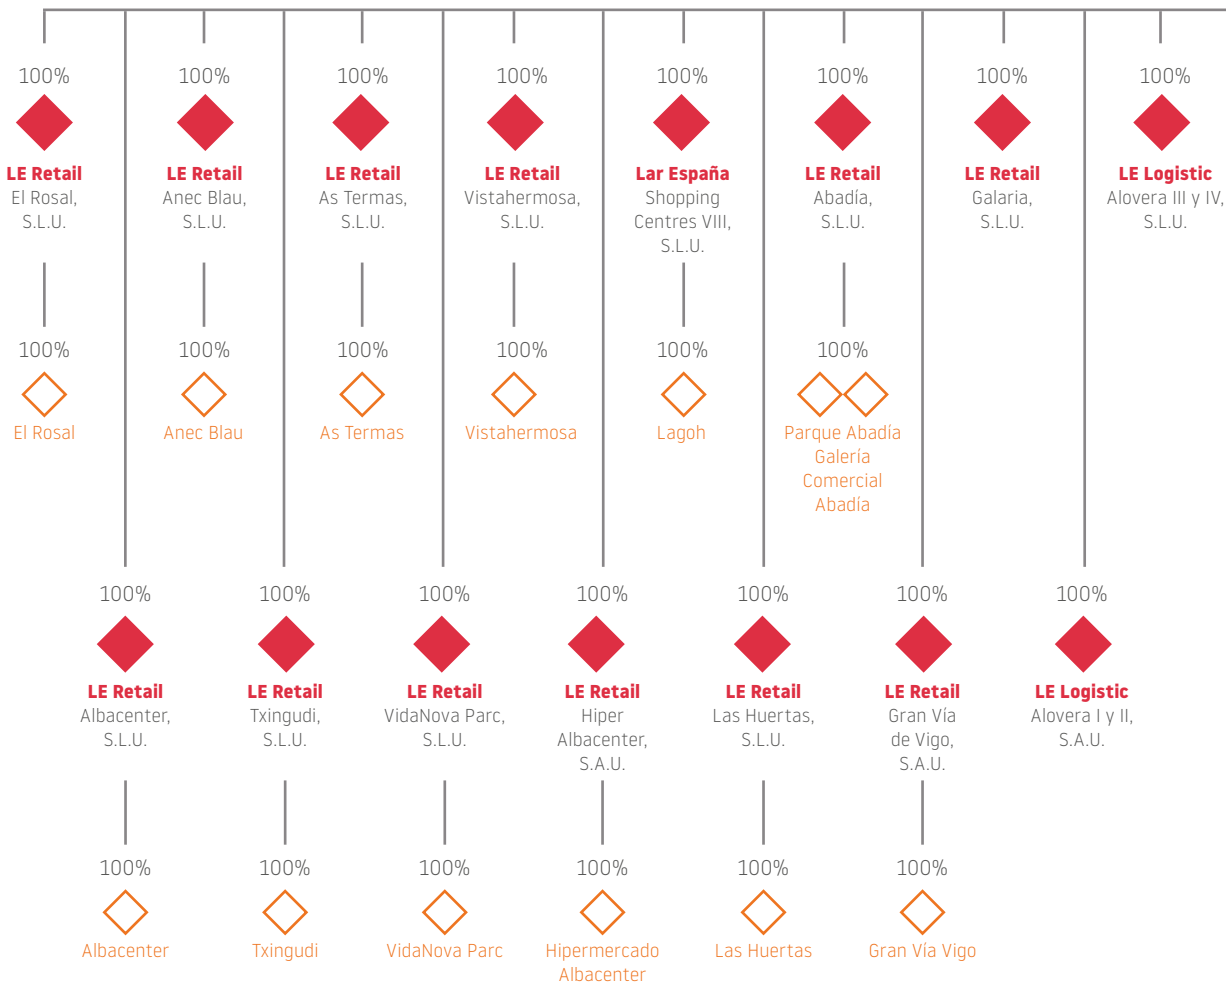 100%
100%
100%
100%
100%
100%
100%
100%
LE Retail
El Rosal,
S.L.U.
LE Retail
Anec Blau,
S.L.U.
LE Retail
As Termas,
S.L.U.
LE Retail
Vistahermosa,
S.L.U.
Lar España
Shopping
Centres VIII,
S.L.U.
LE Retail
Abadía,
S.L.U.
LE Retail
Galaria,
S.L.U.
LE Logistic
Alovera III y IV,
S.L.U.
100%
100%
100%
100%
100%
100%
El Rosal
Anec Blau
As Termas
Vistahermosa
Lagoh
Parque Abadía
Galería
Comercial
Abadía
100%
100%
100%
100%
100%
100%
100%
LE Retail
Albacenter,
S.L.U.
LE Retail
Txingudi,
S.L.U.
LE Retail
VidaNova Parc,
S.L.U.
LE Retail
Hiper
Albacenter,
S.A.U.
LE Retail
Las Huertas,
S.L.U.
LE Retail
Gran Vía
de Vigo,
S.A.U.
LE Logistic
Alovera I y II,
S.A.U.
100%
100%
100%
100%
100%
100%
Albacenter
Txingudi
VidaNova Parc
Hipermercado
Albacenter
Las Huertas
Gran Vía Vigo